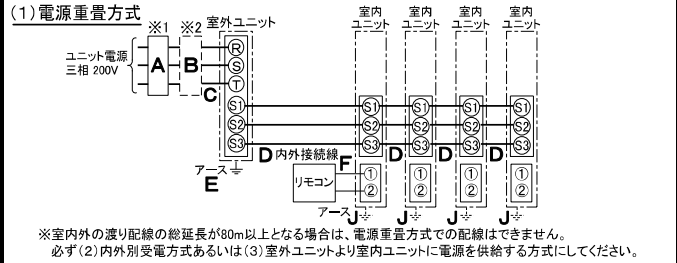 (1)電源重畳方式
※1 ※2 室外ユニット 室内ユニット 室内ユニット 室内ユニット 室内ユニット
ユニット電源
三相 200V
A B C
R
S
T
S1 S1 S1 S1 S1
S2 S2 S2 S2 S2
S3 S3 S3 S3 S3
D 内外接続線 F D D D
アース
E
リモコン ① ① ① ①
② ② ② ②
アース J J J J
※室内外の渡り配線の総延長が80m以上となる場合は、電源重畳方式での配線はできません。
必ず(2)内外別受電方式あるいは(3)室外ユニットより室内ユニットに電源を供給する方式にしてください。